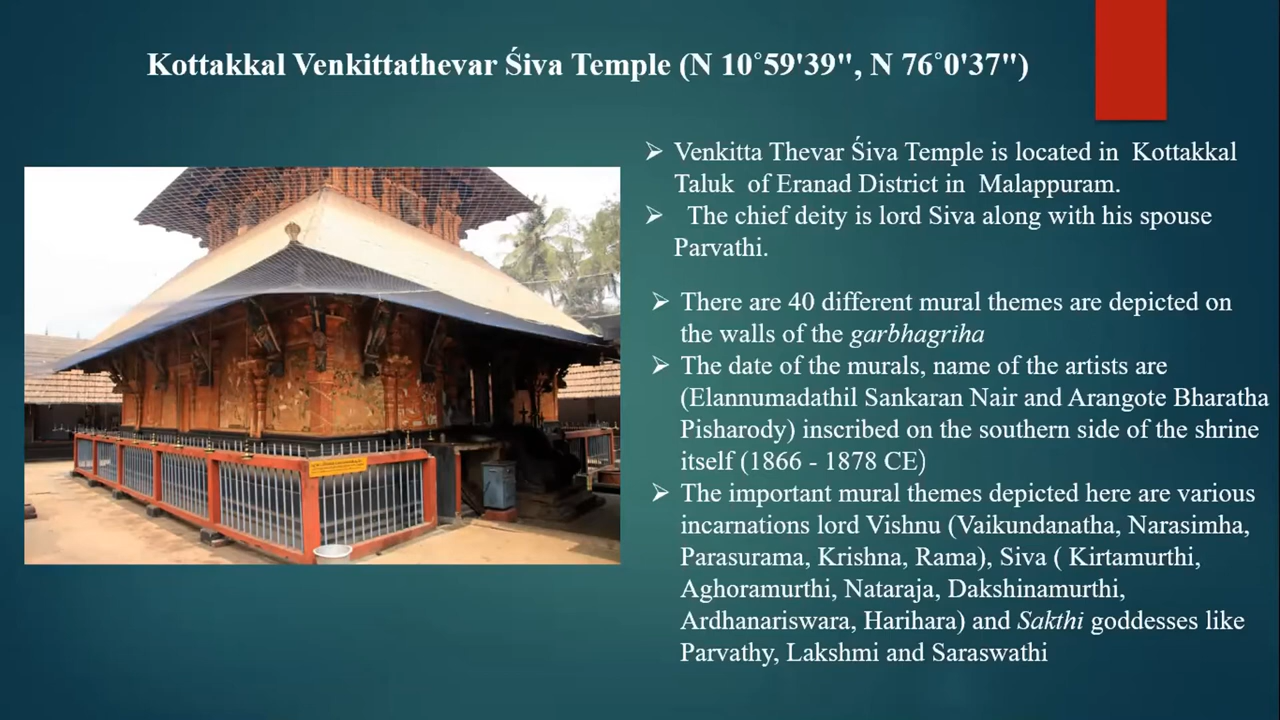 Kottakkal Venkittathevar Śiva Temple (N 10˚59'39", N 76˚0'37")
Venkitta Thevar Śiva Temple is located in Kottakkal
Taluk of Eranad District in Malappuram.
The chief deity is lord Siva along with his spouse
Parvathi.
There are 40 different mural themes are depicted on
the walls of the garbhagriha
The date of the murals, name of the artists are
(Elannumadathil Sankaran Nair and Arangote Bharatha
Pisharody) inscribed on the southern side of the shrine
itself (1866 - 1878 CE)
The important mural themes depicted here are various
incarnations lord Vishnu (Vaikundanatha, Narasimha,
Parasurama, Krishna, Rama), Siva ( Kirtamurthi,
Aghoramurthi, Nataraja, Dakshinamurthi,
Ardhanariswara, Harihara) and Sakthi goddesses like
Parvathy, Lakshmi and Saraswathi